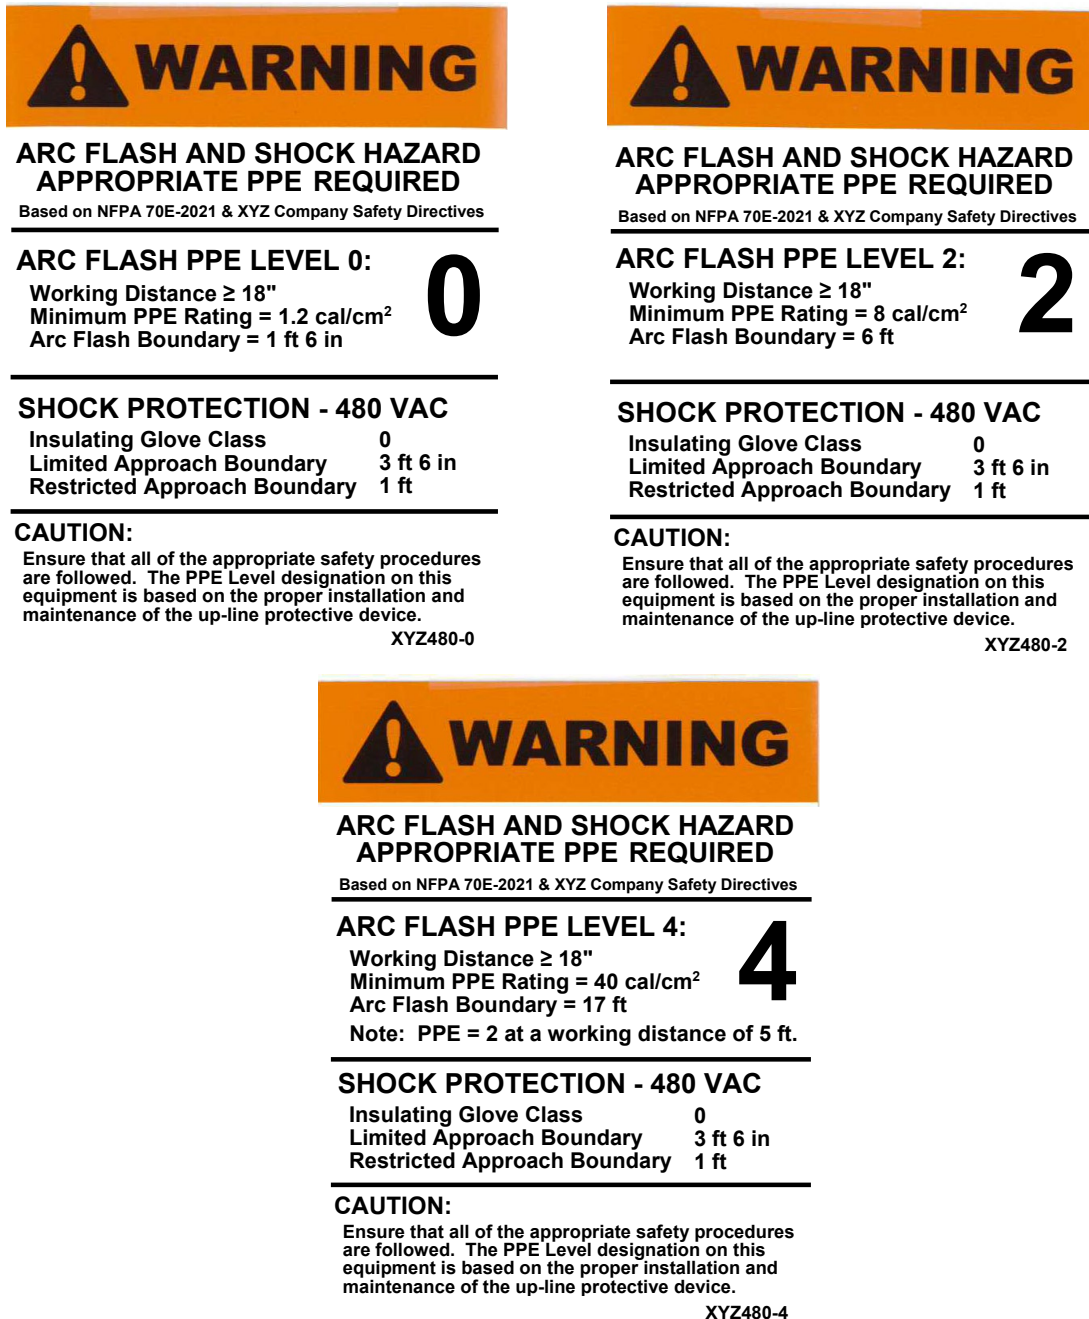 WARNING
ARC FLASH AND SHOCK HAZARD
APPROPRIATE PPE REQUIRED
Based on NFPA 70E-2021 & XYZ Company Safety Directives
ARC FLASH PPE LEVEL 0:
0
Working Distance ≥ 18"
Minimum PPE Rating = 1.2 cal/cm²
Arc Flash Boundary = 1 ft 6 in
SHOCK PROTECTION - 480 VAC
Insulating Glove Class 0
Limited Approach Boundary 3 ft 6 in
Restricted Approach Boundary 1 ft
CAUTION:
Ensure that all of the appropriate safety procedures
are followed. The PPE Level designation on this
equipment is based on the proper installation and
maintenance of the up-line protective device.
XYZ480-0
WARNING
ARC FLASH AND SHOCK HAZARD
APPROPRIATE PPE REQUIRED
Based on NFPA 70E-2021 & XYZ Company Safety Directives
ARC FLASH PPE LEVEL 2:
2
Working Distance ≥ 18"
Minimum PPE Rating = 8 cal/cm²
Arc Flash Boundary = 6 ft
SHOCK PROTECTION - 480 VAC
Insulating Glove Class 0
Limited Approach Boundary 3 ft 6 in
Restricted Approach Boundary 1 ft
CAUTION:
Ensure that all of the appropriate safety procedures
are followed. The PPE Level designation on this
equipment is based on the proper installation and
maintenance of the up-line protective device.
XYZ480-2
WARNING
ARC FLASH AND SHOCK HAZARD
APPROPRIATE PPE REQUIRED
Based on NFPA 70E-2021 & XYZ Company Safety Directives
ARC FLASH PPE LEVEL 4:
4
Working Distance ≥ 18"
Minimum PPE Rating = 40 cal/cm²
Arc Flash Boundary = 17 ft
Note: PPE = 2 at a working distance of 5 ft.
SHOCK PROTECTION - 480 VAC
Insulating Glove Class 0
Limited Approach Boundary 3 ft 6 in
Restricted Approach Boundary 1 ft
CAUTION:
Ensure that all of the appropriate safety procedures
are followed. The PPE Level designation on this
equipment is based on the proper installation and
maintenance of the up-line protective device.
XYZ480-4